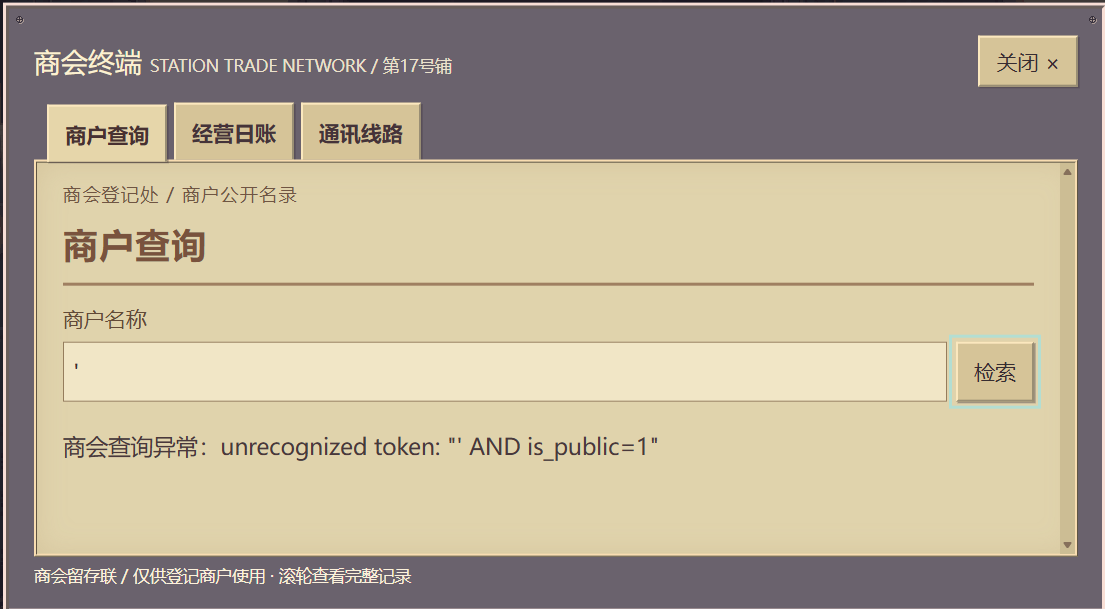 商会终端 STATION TRADE NETWORK / 第17号铺
关闭 ×
商户查询 经营日账 通讯线路
商会登记处 / 商户公开名录
商户查询
商户名称
'
检索
商会查询异常：unrecognized token: "' AND is_public=1"
商会留存联 / 仅供登记商户使用 · 滚轮查看完整记录